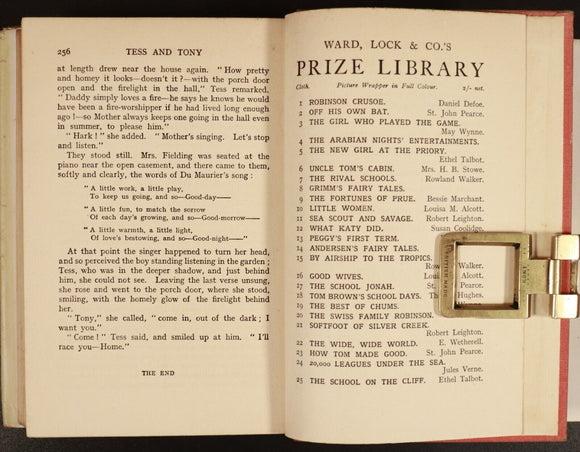 256 TESS AND TONY
at length drew near the house again. "How pretty
and homey it looks—doesn't it?—with the porch door
open and the firelight in the hall," Tess remarked.
"Daddy simply loves a fire—he says he knows he would
have been a fire-worshipper if he had lived long enough
ago!—so Mother always keeps one going in the hall even
in summer, to please him."
"Hark!" she added. "Mother's singing. Let's stop
and listen."
They stood still. Mrs. Fielding was seated at the
piano near the open casement, and there came to them,
softly and clearly, the words of Du Maurier's song:
"A little work, a little play,
To keep us going, and so—Good-day——
"A little fun, to match the sorrow
Of each day's growing, and so—Good-morrow——
"A little warmth, a little light,
Of love's bestowing, and so—Good-night——"
At that point the singer happened to turn her head,
and so perceived the boy standing listening in the garden;
Tess, who was in the deeper shadow, and just behind
him, she could not see. Leaving the last verse unsung,
she rose and went to the porch door, where she stood,
smiling, with the homely glow of the firelight behind
her.
"Tony," she called, "come in, out of the dark; I
want you."
"Come!" Tess said, and smiled up at him. "I'll
race you—Home."
THE END
WARD, LOCK & CO.'S
PRIZE LIBRARY
Cloth. Picture Wrapper in Full Colour. 2/- net.
1 ROBINSON CRUSOE. Daniel Defoe.
2 OFF HIS OWN BAT. St. John Pearce.
3 THE GIRL WHO PLAYED THE GAME.
May Wynne.
4 THE ARABIAN NIGHTS' ENTERTAINMENTS.
5 THE NEW GIRL AT THE PRIORY.
Ethel Talbot.
6 UNCLE TOM'S CABIN. Mrs. H. B. Stowe.
7 THE RIVAL SCHOOLS. Rowland Walker.
8 GRIMM'S FAIRY TALES.
9 THE FORTUNES OF PRUE. Bessie Marchant.
10 LITTLE WOMEN. Louisa M. Alcott.
11 SEA SCOUT AND SAVAGE. Robert Leighton.
12 WHAT KATY DID. Susan Coolidge.
13 PEGGY'S FIRST TERM.
14 ANDERSEN'S FAIRY TALES.
15 BY AIRSHIP TO THE TROPICS.
Walker.
16 GOOD WIVES. Alcott.
17 THE SCHOOL JONAH. St. Pearce.
18 TOM BROWN'S SCHOOL DAYS. Hughes.
19 THE BEST OF CHUMS.
20 THE SWISS FAMILY ROBINSON.
21 SOFTFOOT OF SILVER CREEK.
Robert Leighton.
22 THE WIDE, WIDE WORLD. E. Wetherell.
23 HOW TOM MADE GOOD. St. John Pearce.
24 20,000 LEAGUES UNDER THE SEA.
Jules Verne.
25 THE SCHOOL ON THE CLIFF. Ethel Talbot.